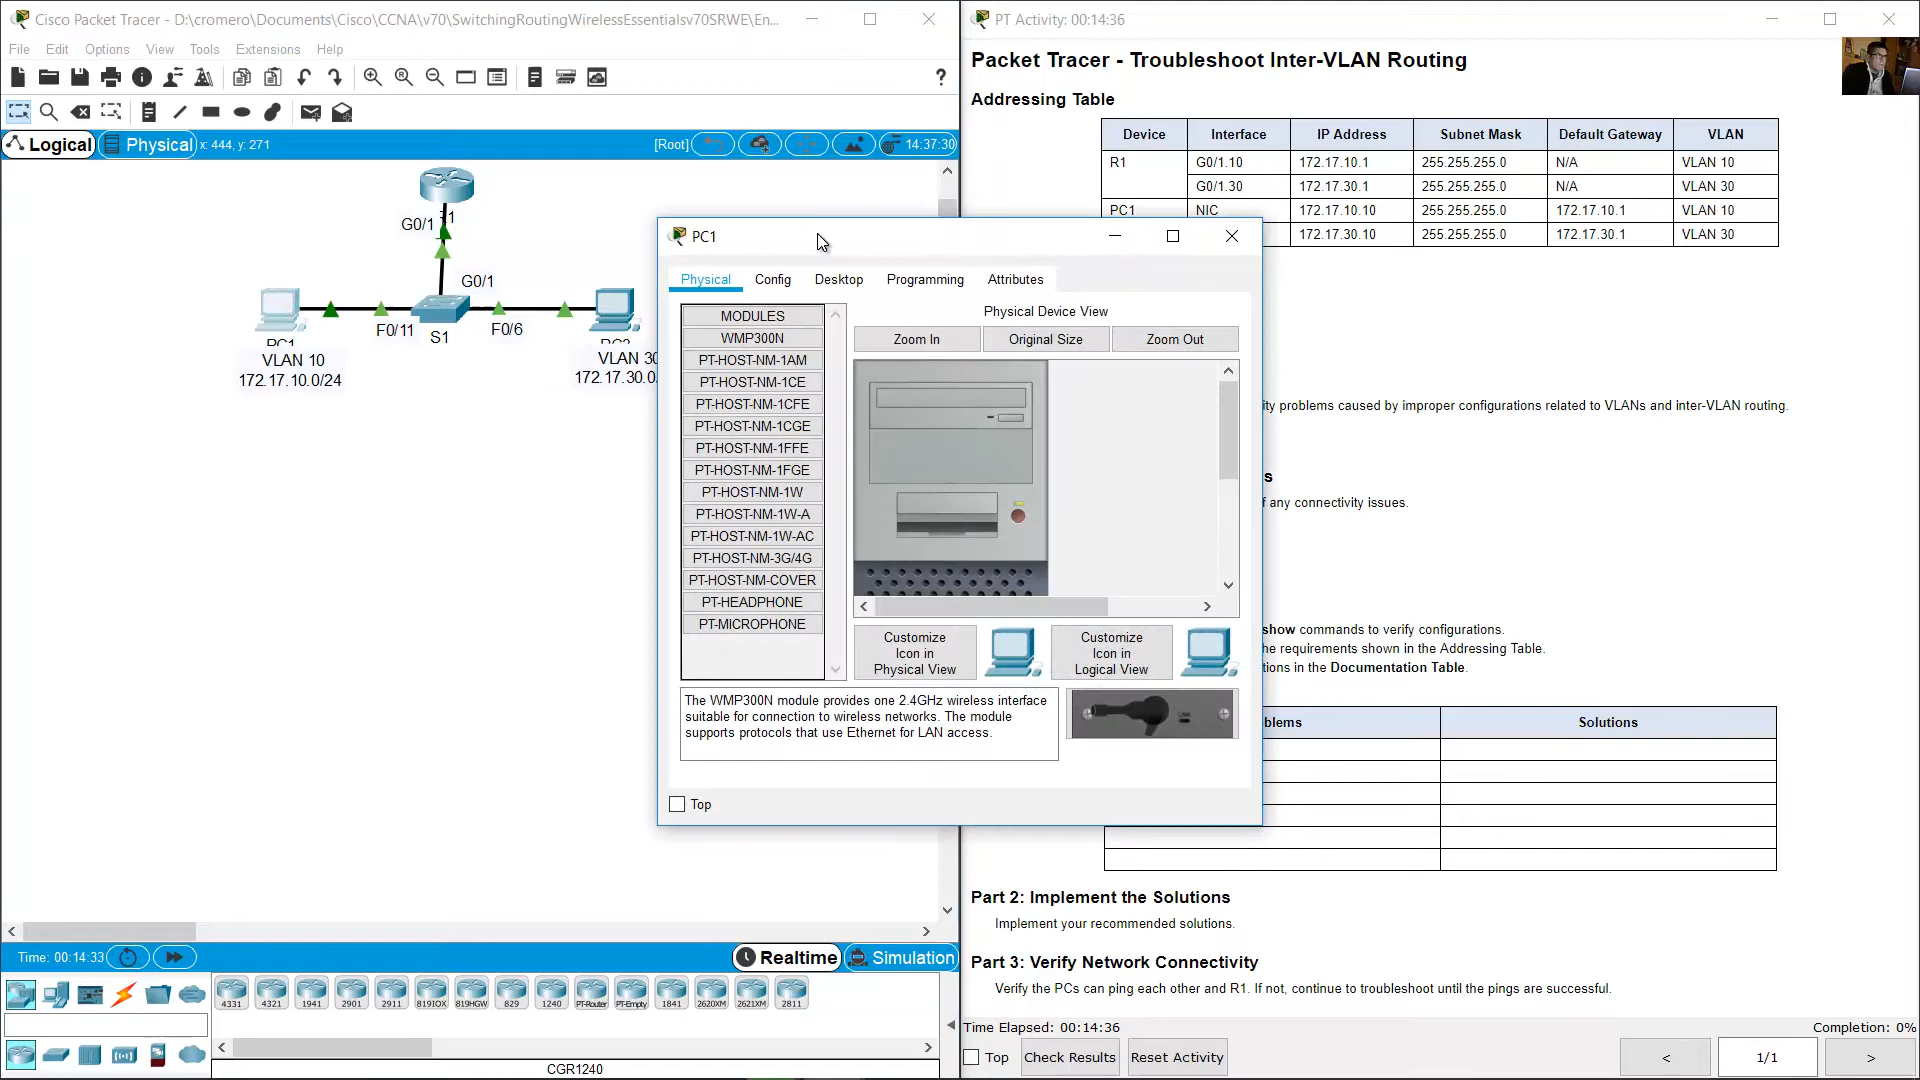 Cisco Packet Tracer - D:\cromero\Documents\Cisco\CCNA\v70\SwitchingRoutingWirelessEssentialsv70SRWE\En...
File Edit Options View Tools Extensions Help
Logical Physical x: 444, y: 271 [Root] 14:37:30
G0/1
G0/1
F0/11 F0/6
S1
PC1
VLAN 10
172.17.10.0/24
VLAN 30
172.17.30.0
PC1
Physical Config Desktop Programming Attributes
MODULES
WMP300N
PT-HOST-NM-1AM
PT-HOST-NM-1CE
PT-HOST-NM-1CFE
PT-HOST-NM-1CGE
PT-HOST-NM-1FFE
PT-HOST-NM-1FGE
PT-HOST-NM-1W
PT-HOST-NM-1W-A
PT-HOST-NM-1W-AC
PT-HOST-NM-3G/4G
PT-HOST-NM-COVER
PT-HEADPHONE
PT-MICROPHONE
Physical Device View
Zoom In Original Size Zoom Out
Customize
Icon in
Physical View
Customize
Icon in
Logical View
The WMP300N module provides one 2.4GHz wireless interface
suitable for connection to wireless networks. The module
supports protocols that use Ethernet for LAN access.
Top
Time: 00:14:33 Realtime Simulation
4331 4321 1941 2901 2911 819IOX 819HGW 829 1240 PT-Router PT-Empty 1841 2620XM 2621XM 2811
CGR1240
PT Activity: 00:14:36
Packet Tracer - Troubleshoot Inter-VLAN Routing
Addressing Table
Device Interface IP Address Subnet Mask Default Gateway VLAN
R1 G0/1.10 172.17.10.1 255.255.255.0 N/A VLAN 10
G0/1.30 172.17.30.1 255.255.255.0 N/A VLAN 30
PC1 NIC 172.17.10.10 255.255.255.0 172.17.10.1 VLAN 10
172.17.30.10 255.255.255.0 172.17.30.1 VLAN 30
ity problems caused by improper configurations related to VLANs and inter-VLAN routing.
s
f any connectivity issues.
show commands to verify configurations.
he requirements shown in the Addressing Table.
tions in the Documentation Table.
blems Solutions
Part 2: Implement the Solutions
Implement your recommended solutions.
Part 3: Verify Network Connectivity
Verify the PCs can ping each other and R1. If not, continue to troubleshoot until the pings are successful.
Time Elapsed: 00:14:36 Completion: 0%
Top Check Results Reset Activity < 1/1 >